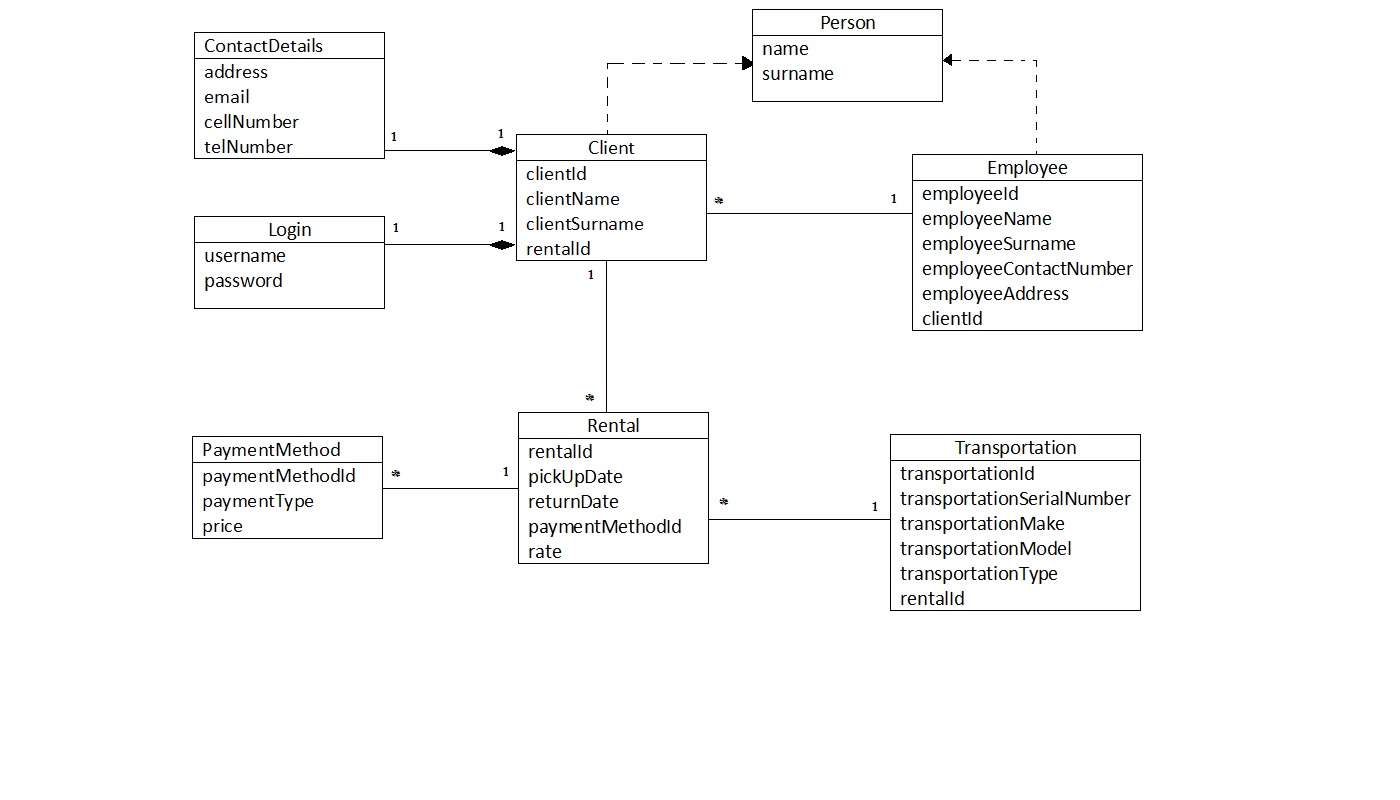 Person
name
surname
ContactDetails
address
email
cellNumber
telNumber
1
1
Client
clientId
clientName
clientSurname
rentalId
*
1
Employee
employeeId
employeeName
employeeSurname
employeeContactNumber
employeeAddress
clientId
Login
username
password
1
1
1
*
Rental
rentalId
pickUpDate
returnDate
paymentMethodId
rate
PaymentMethod
paymentMethodId
paymentType
price
*
1
*
1
Transportation
transportationId
transportationSerialNumber
transportationMake
transportationModel
transportationType
rentalId